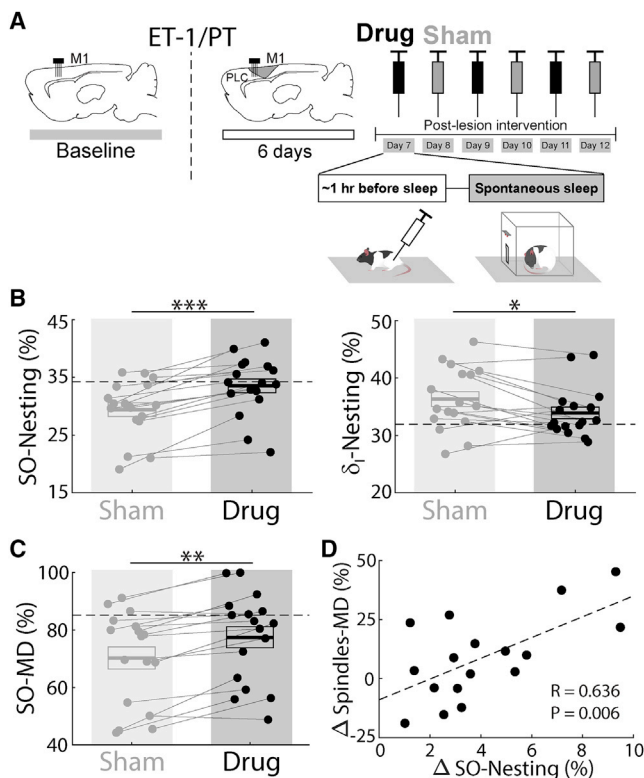 A
ET-1/PT
Drug Sham
M1
M1
PLC
Post-lesion intervention
Baseline
6 days
Day 7
Day 8
Day 9
Day 10
Day 11
Day 12
~1 hr before sleep
Spontaneous sleep
B
***
*
SO-Nesting (%)
45
35
25
15
Sham
Drug
δI-Nesting (%)
50
40
30
20
Sham
Drug
C
**
SO-MD (%)
100
80
60
40
Sham
Drug
D
Δ Spindles-MD (%)
50
25
0
-25
R = 0.636
P = 0.006
0
2
4
6
8
10
Δ SO-Nesting (%)